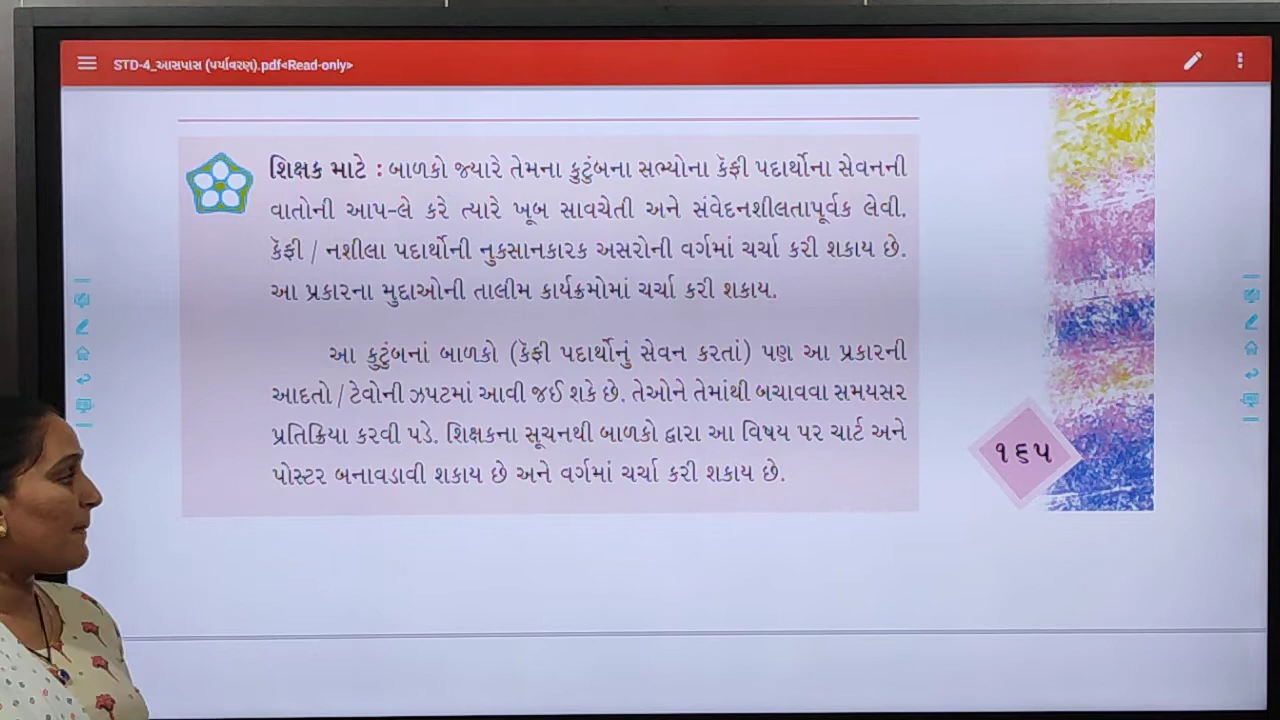 STD-4_આસપાસ (પર્યાવરણ).pdf<Read-only>
શિક્ષક માટે : બાળકો જ્યારે તેમના કુટુંબના સભ્યોના કૅફી પદાર્થોના સેવનની
વાતોની આપ-લે કરે ત્યારે ખૂબ સાવચેતી અને સંવેદનશીલતાપૂર્વક લેવી.
કૅફી / નશીલા પદાર્થોની નુકસાનકારક અસરોની વર્ગમાં ચર્ચા કરી શકાય છે.
આ પ્રકારના મુદ્દાઓની તાલીમ કાર્યક્રમોમાં ચર્ચા કરી શકાય.
આ કુટુંબનાં બાળકો (કૅફી પદાર્થોનું સેવન કરતાં) પણ આ પ્રકારની
આદતો / ટેવોની ઝપટમાં આવી જઈ શકે છે. તેઓને તેમાંથી બચાવવા સમયસર
પ્રતિક્રિયા કરવી પડે. શિક્ષકના સૂચનથી બાળકો દ્વારા આ વિષય પર ચાર્ટ અને
પોસ્ટર બનાવડાવી શકાય છે અને વર્ગમાં ચર્ચા કરી શકાય છે.
૧૬૫